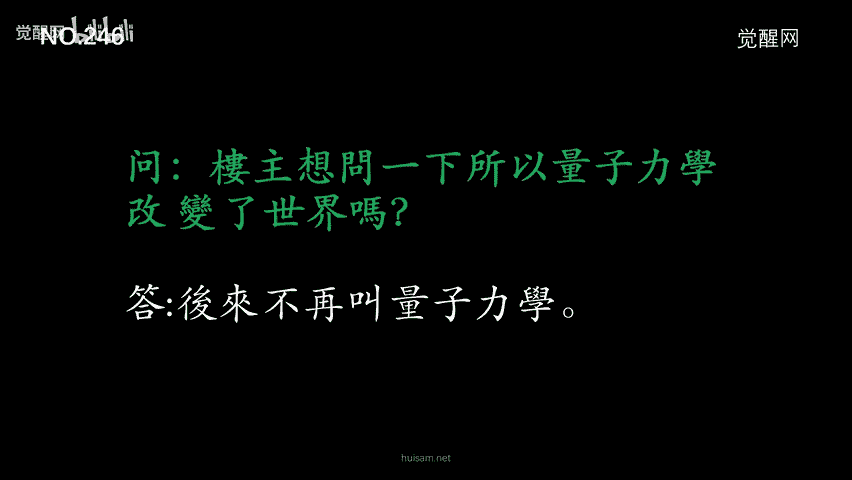 觉醒网
NO.246
觉醒网
问：樓主想問一下所以量子力學
改變了世界嗎？
答:後來不再叫量子力學。
huisam.net